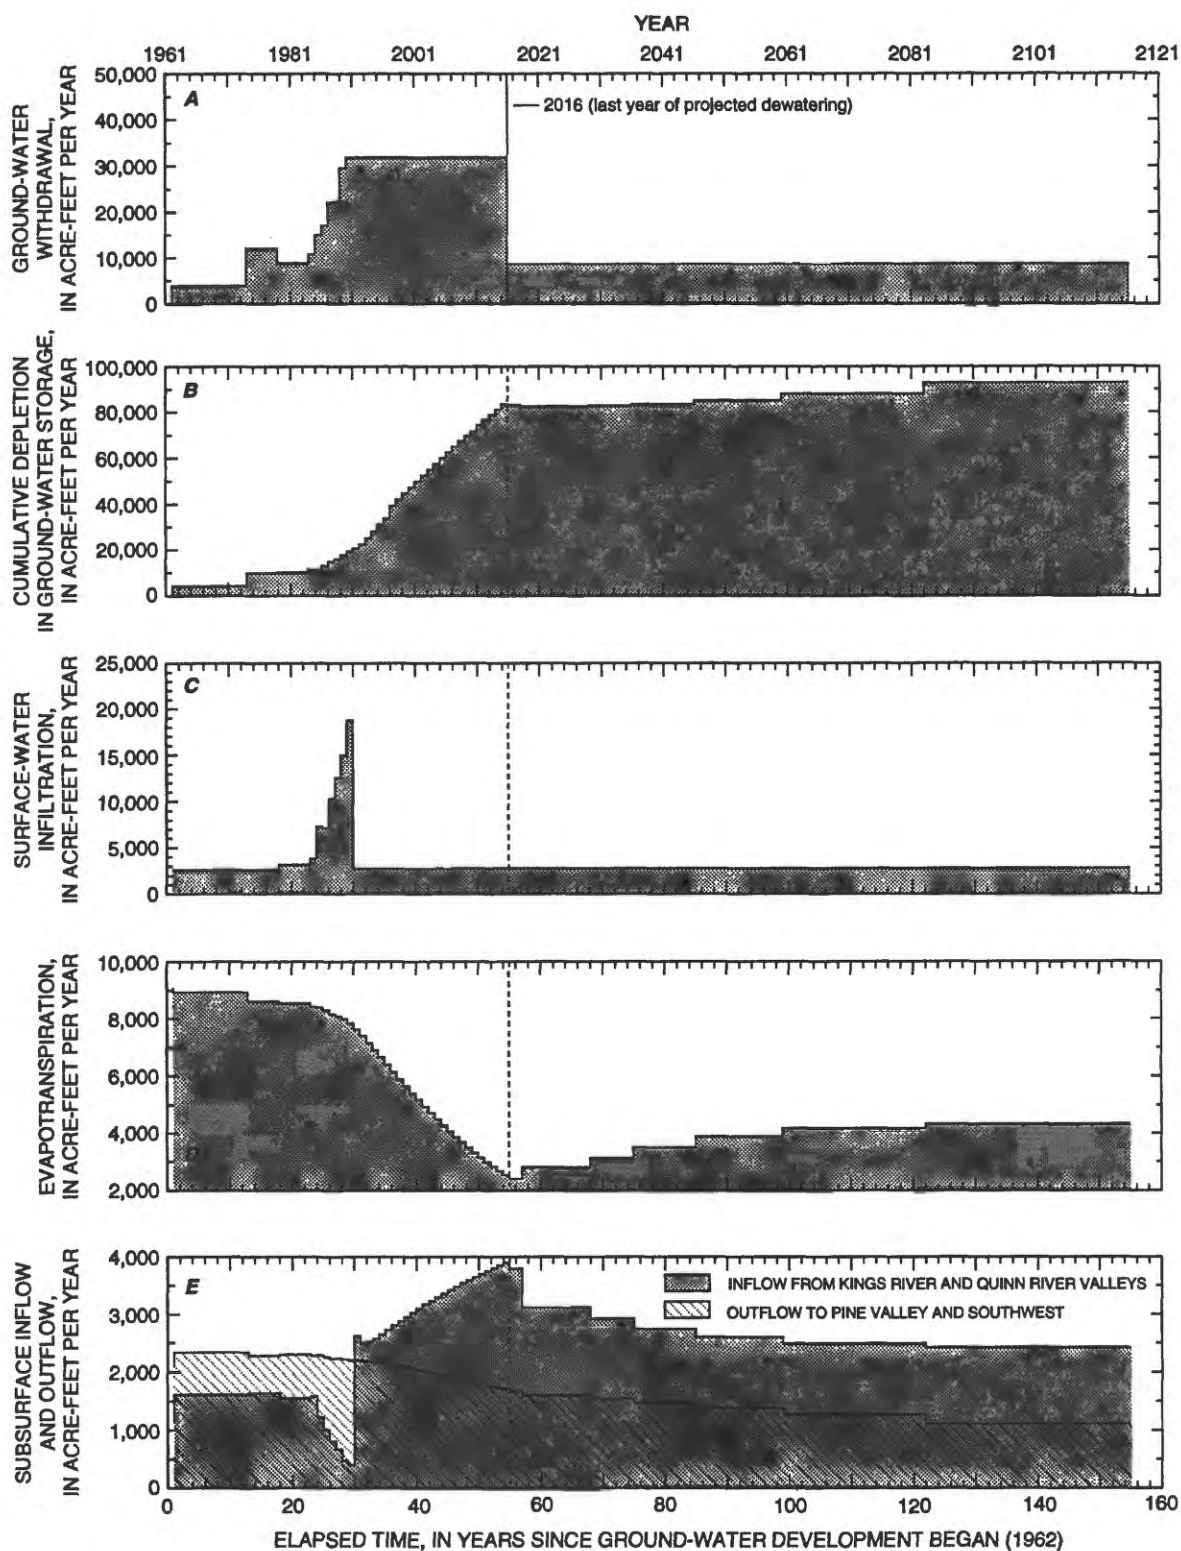 YEAR
1961 1981 2001 2021 2041 2061 2081 2101 2121
GROUND-WATER
WITHDRAWAL,
IN ACRE-FEET PER YEAR
50,000
40,000
30,000
20,000
10,000
0
A
2016 (last year of projected dewatering)
CUMULATIVE DEPLETION
IN GROUND-WATER STORAGE,
IN ACRE-FEET PER YEAR
100,000
80,000
60,000
40,000
20,000
0
B
SURFACE-WATER
INFILTRATION,
IN ACRE-FEET PER YEAR
25,000
20,000
15,000
10,000
5,000
0
C
EVAPOTRANSPIRATION,
IN ACRE-FEET PER YEAR
10,000
8,000
6,000
4,000
2,000
D
SUBSURFACE INFLOW
AND OUTFLOW,
IN ACRE-FEET PER YEAR
4,000
3,000
2,000
1,000
0
E
INFLOW FROM KINGS RIVER AND QUINN RIVER VALLEYS
OUTFLOW TO PINE VALLEY AND SOUTHWEST
0 20 40 60 80 100 120 140 160
ELAPSED TIME, IN YEARS SINCE GROUND-WATER DEVELOPMENT BEGAN (1962)